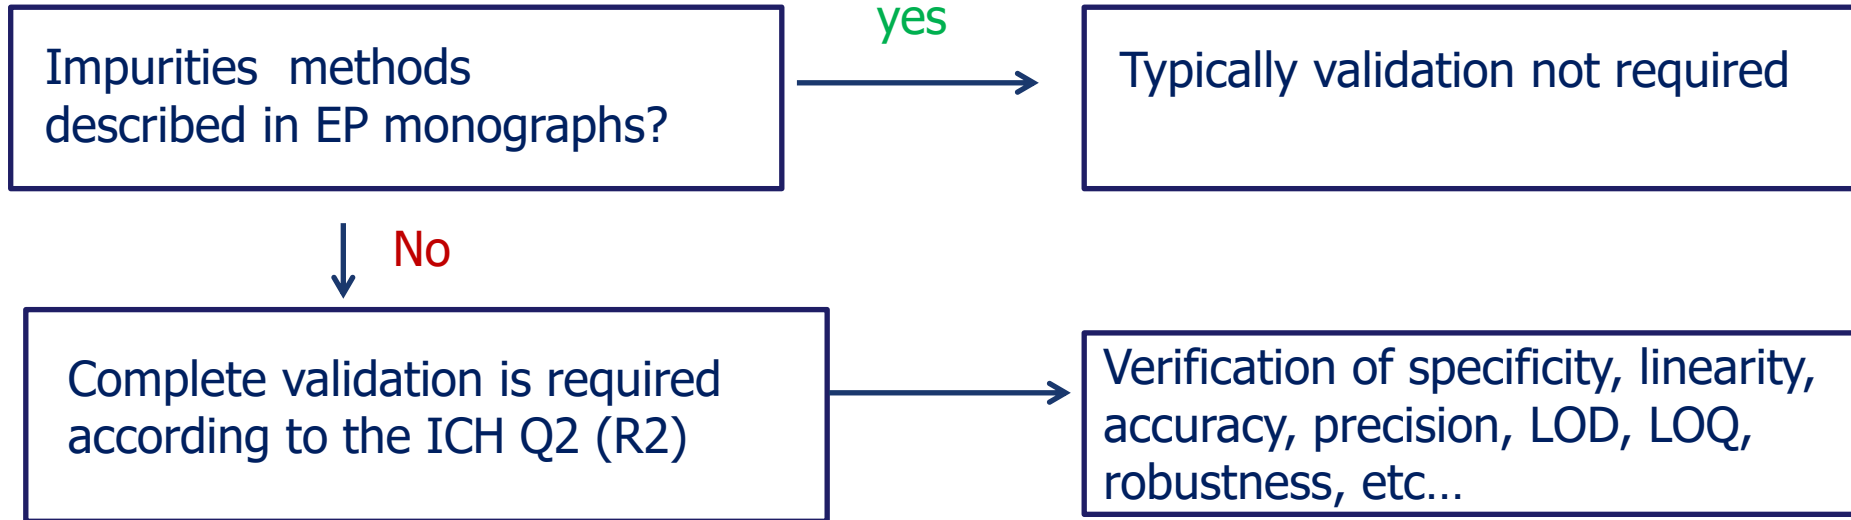 Impurities methods
described in EP monographs?
yes
Typically validation not required
No
Complete validation is required
according to the ICH Q2 (R2)
Verification of specificity, linearity,
accuracy, precision, LOD, LOQ,
robustness, etc…